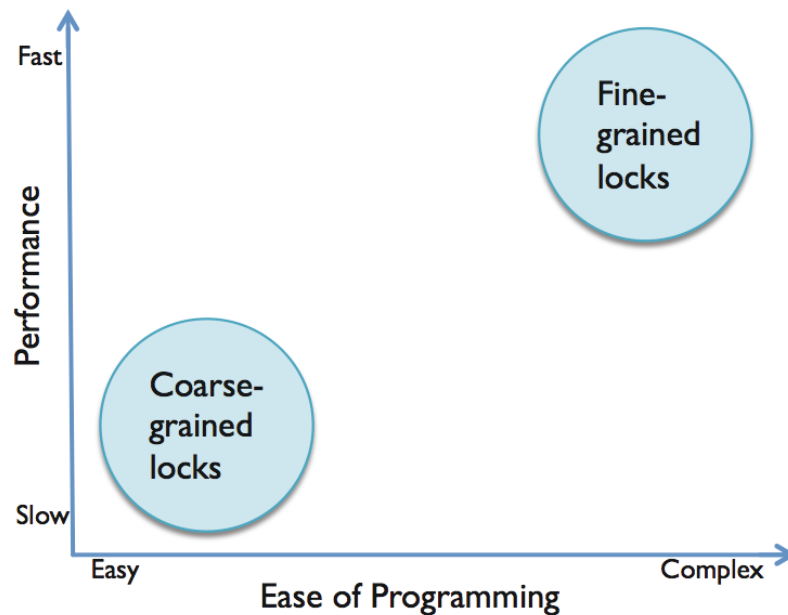 Fast
Fine-
grained
locks
Performance
Coarse-
grained
locks
Slow
Easy
Complex
Ease of Programming